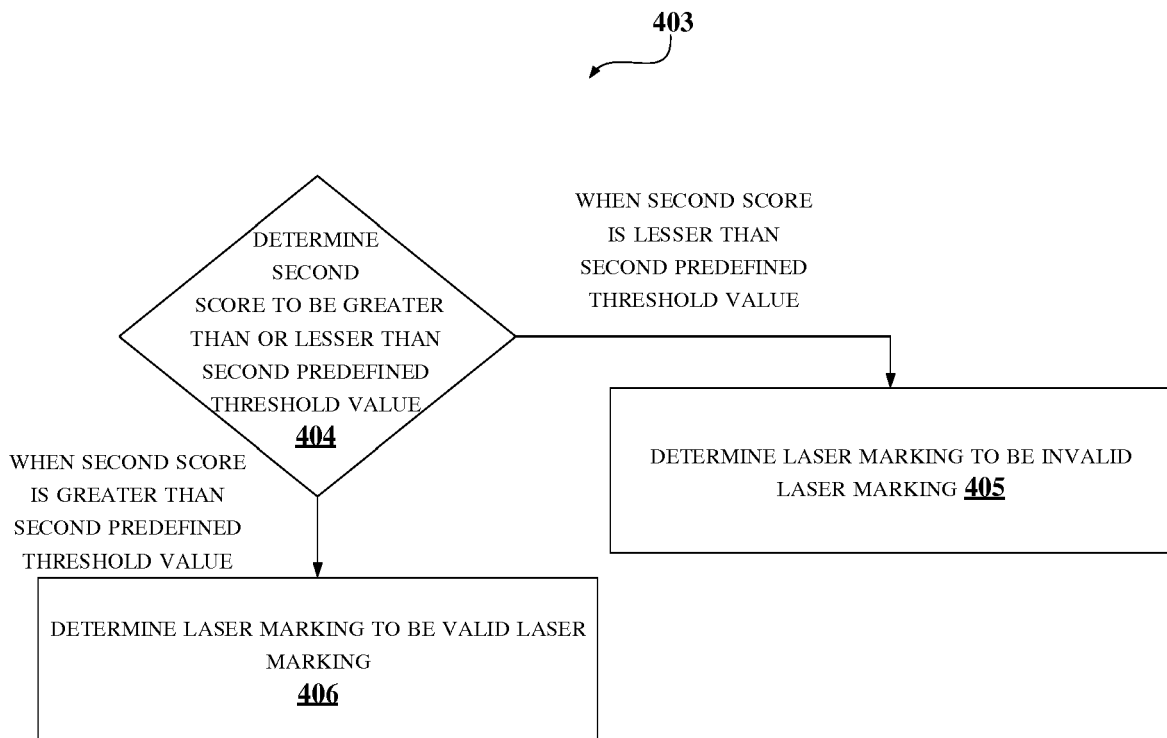 403
WHEN SECOND SCORE
IS LESSER THAN
SECOND PREDEFINED
THRESHOLD VALUE
DETERMINE
SECOND
SCORE TO BE GREATER
THAN OR LESSER THAN
SECOND PREDEFINED
THRESHOLD VALUE
404
WHEN SECOND SCORE
IS GREATER THAN
SECOND PREDEFINED
THRESHOLD VALUE
DETERMINE LASER MARKING TO BE INVALID
LASER MARKING 405
DETERMINE LASER MARKING TO BE VALID LASER
MARKING
406